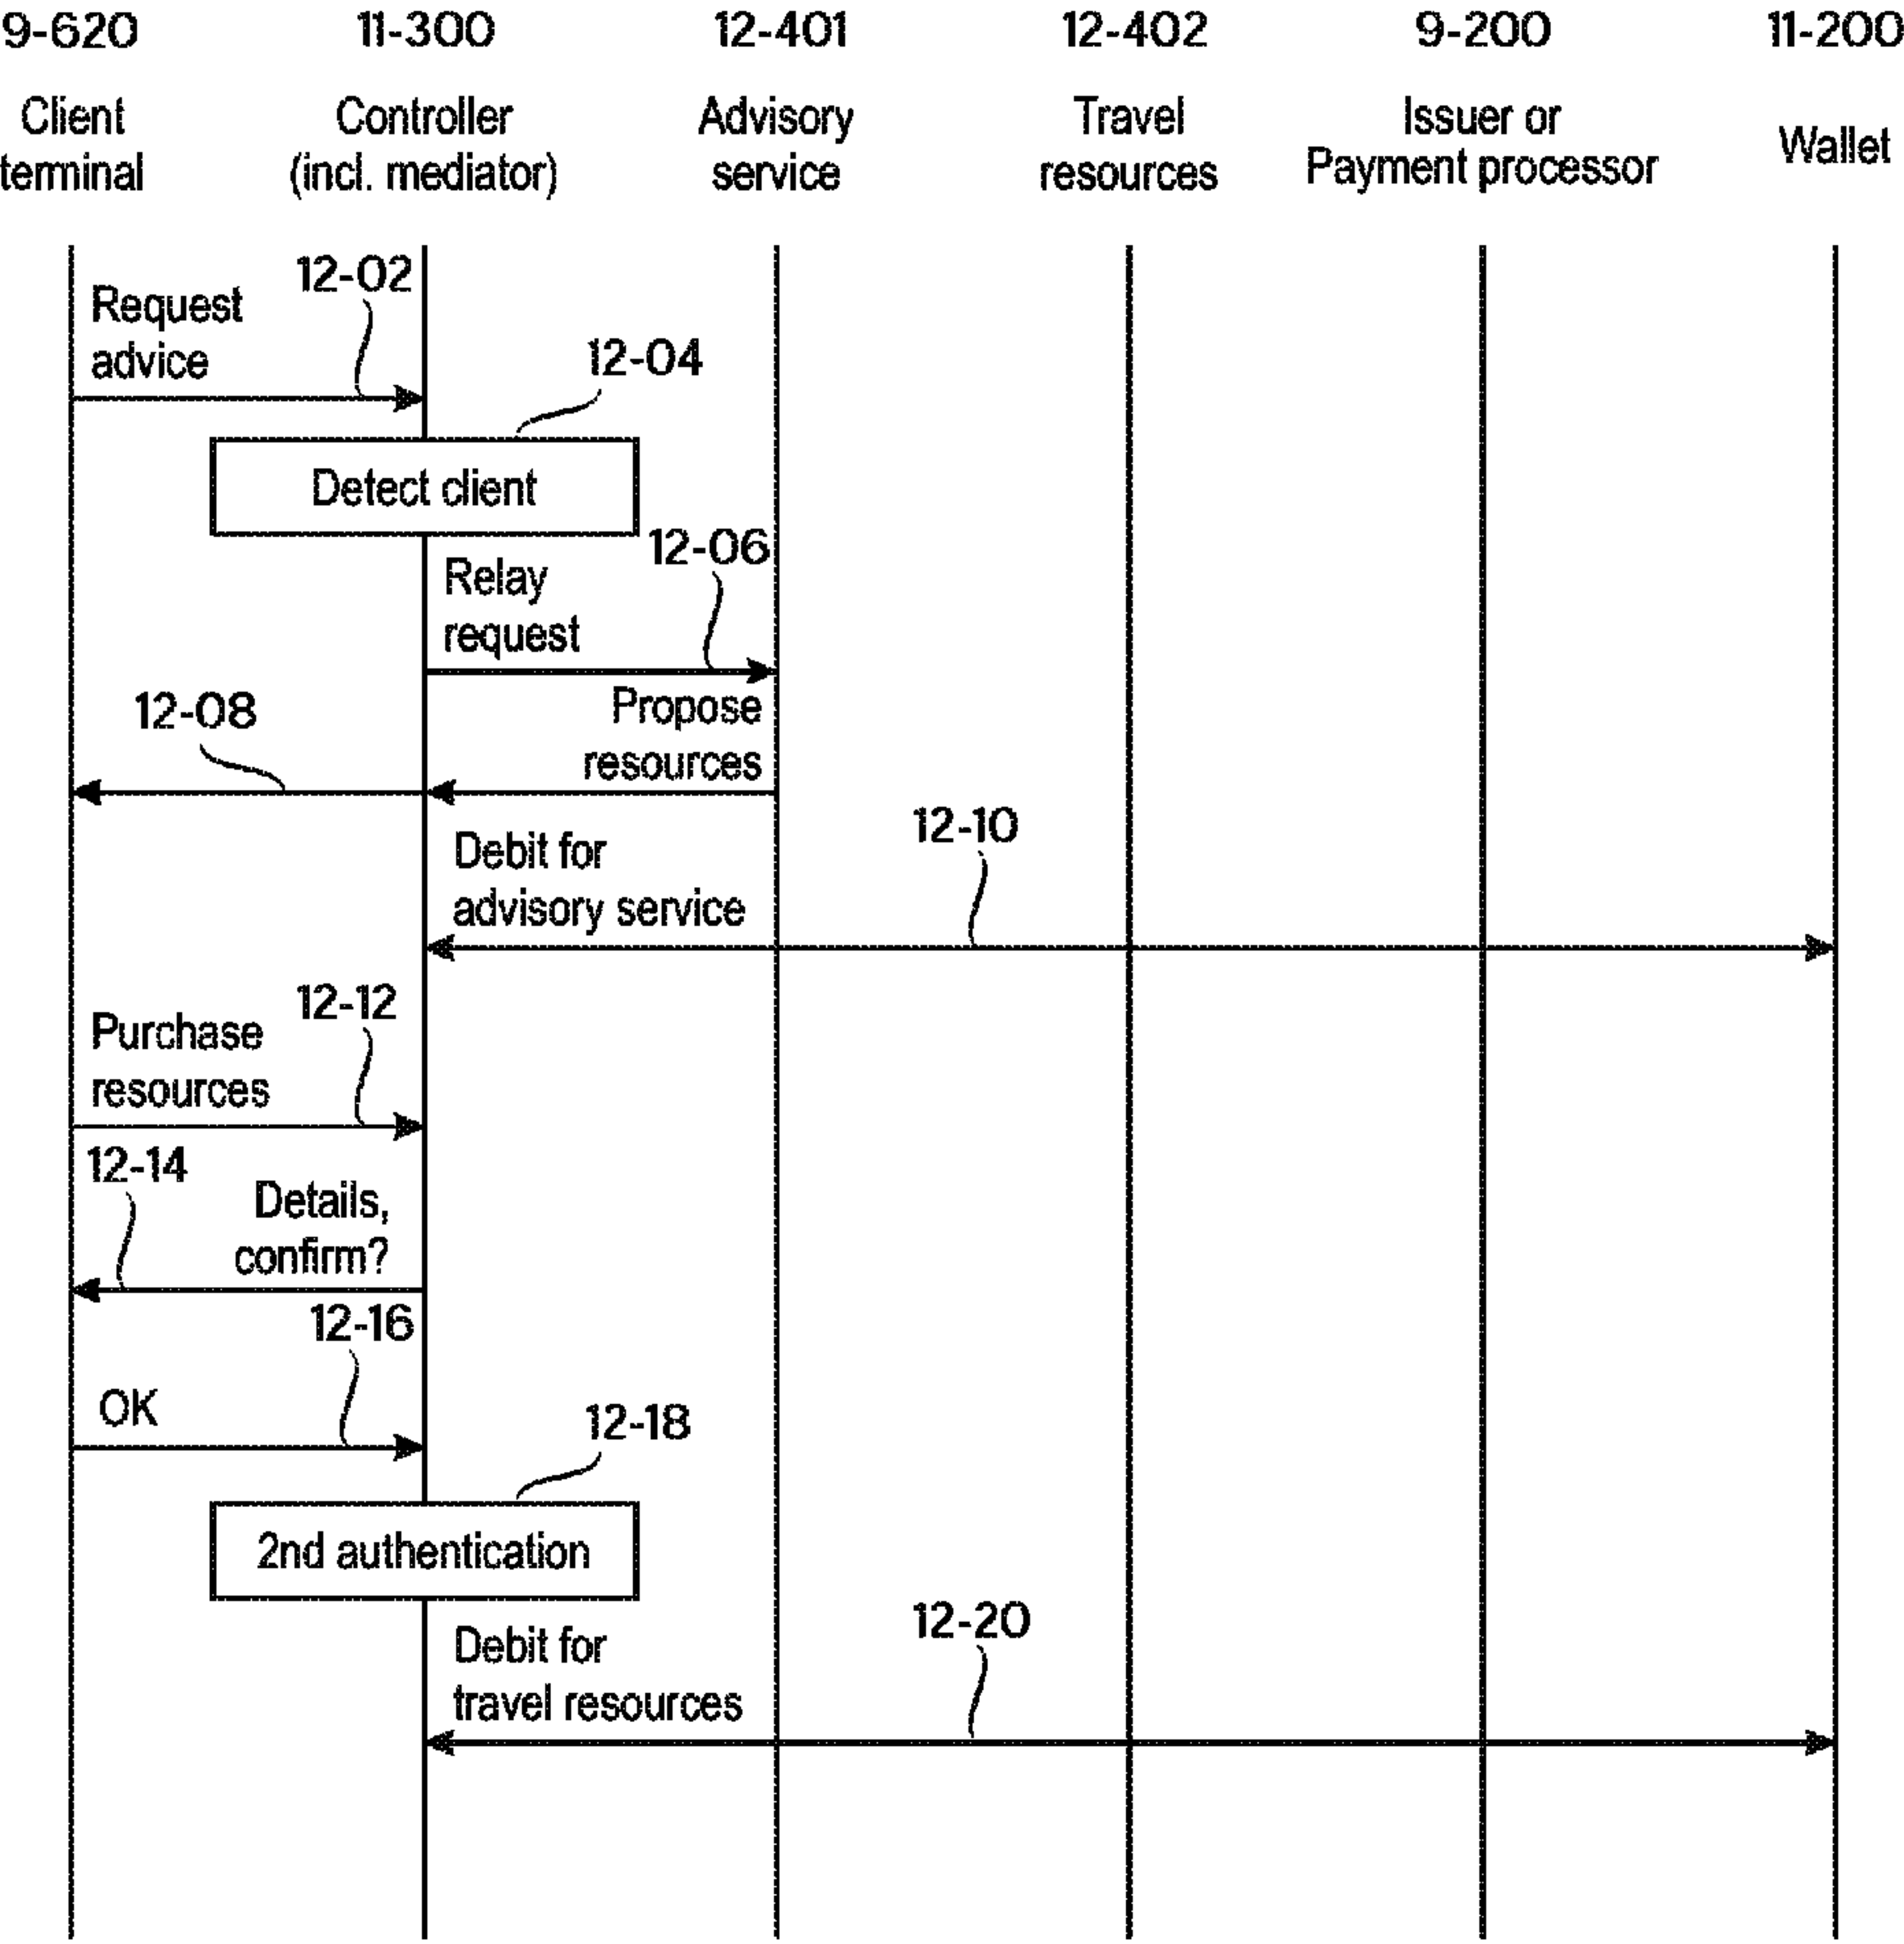 9-620 11-300 12-401 12-402 9-200 11-200
Client Controller Advisory Travel Issuer or Wallet
terminal (incl. mediator) service resources Payment processor
12-02
Request
advice
12-04
Detect client
12-06
Relay
request
12-08
Propose
resources
12-10
Debit for
advisory service
12-12
Purchase
resources
12-14
Details,
confirm?
12-16
OK
12-18
2nd authentication
12-20
Debit for
travel resources